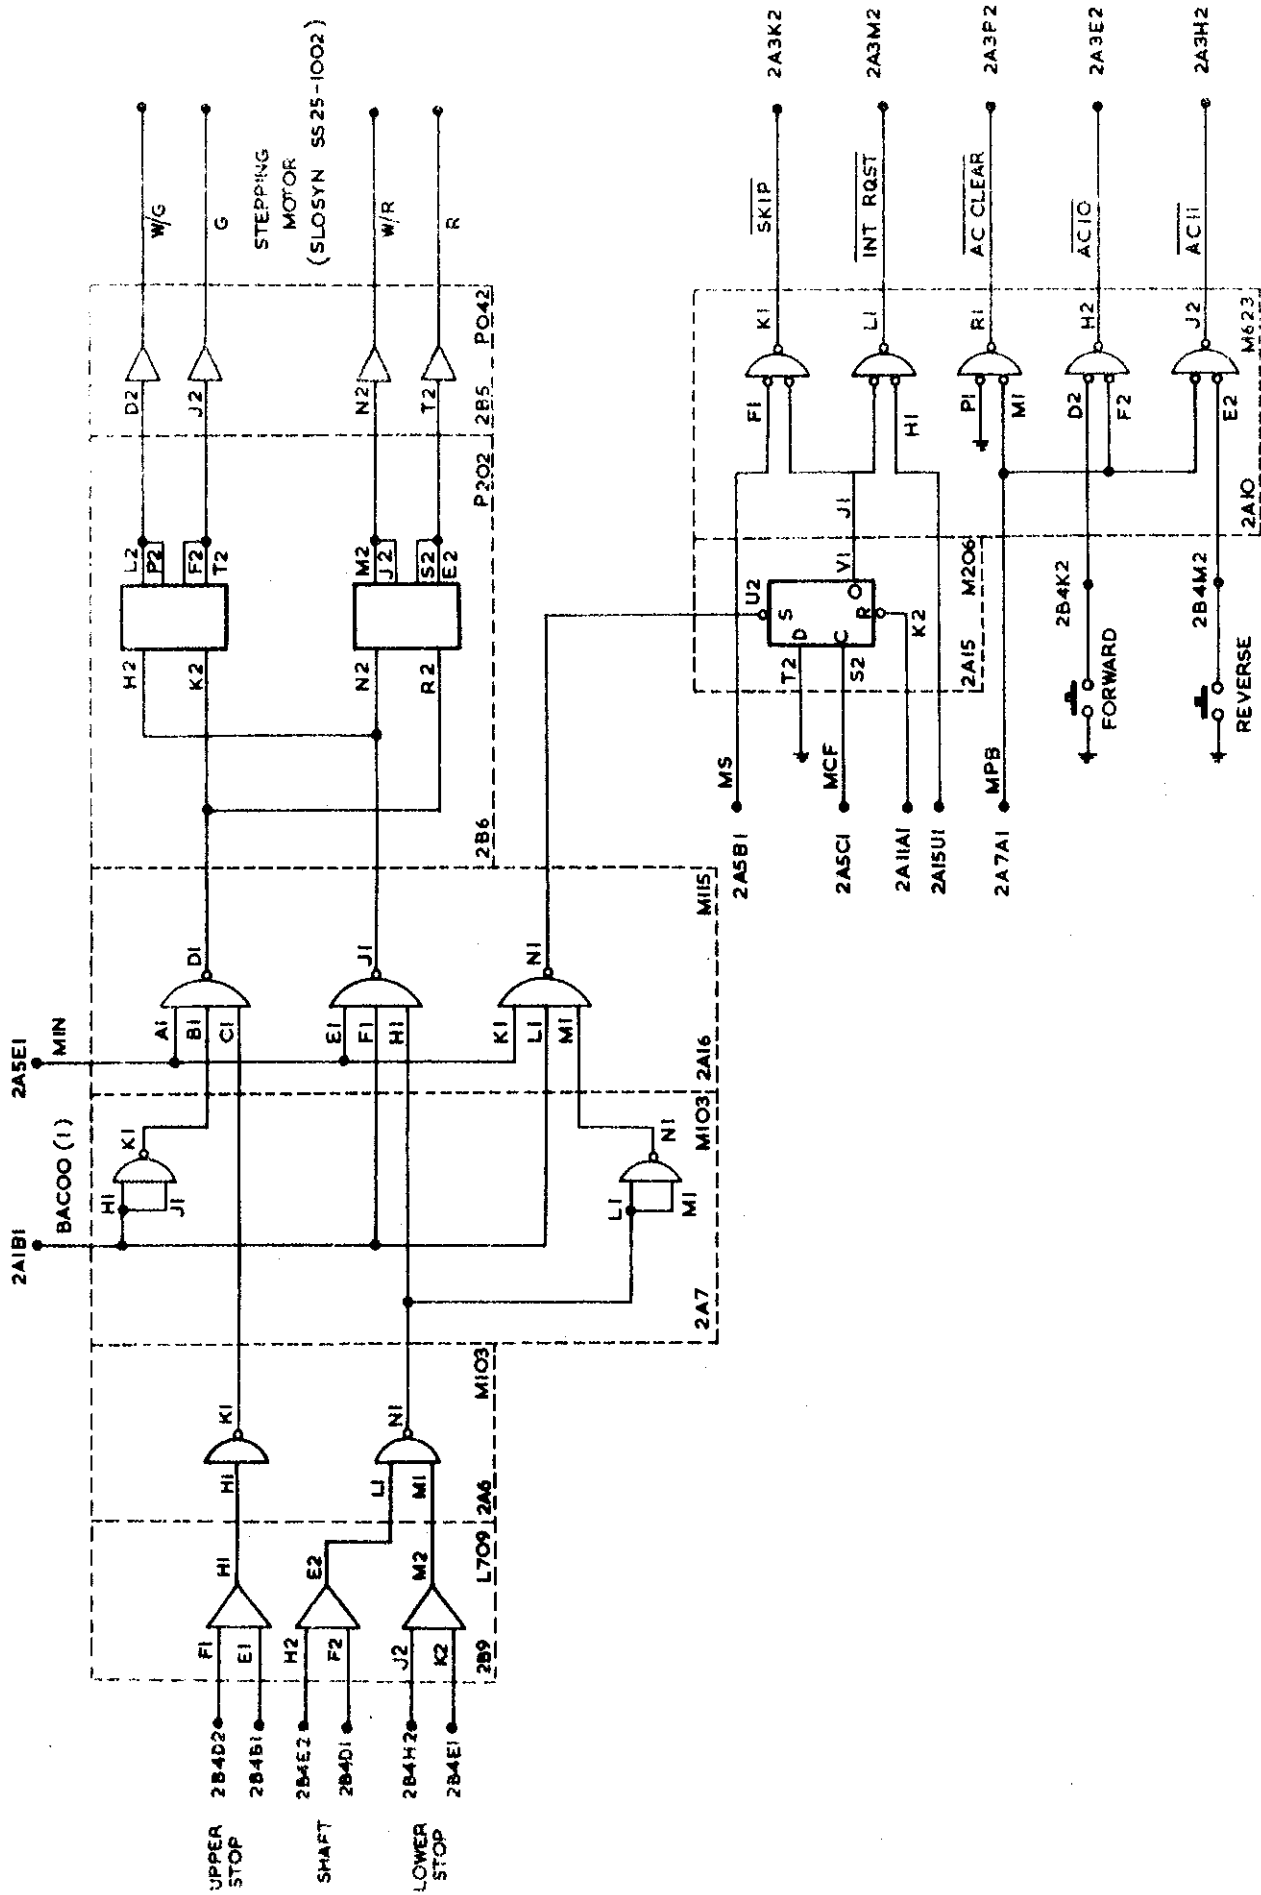 W/G
G
STEPPING
MOTOR
(SLOSYN SS25-1002)
W/R
R
D2
J2
N2
T2
2B5
PO42
L2
P2
F2
T2
M2
J2
S2
E2
P202
H2
K2
N2
R2
2B6
D1
J1
N1
M115
A1
B1
C1
E1
F1
H1
K1
L1
M1
2A16
2A5E1
MIN
2A1B1
BAC00 (1)
K1
H1
J1
N1
L1
M1
M103
2A7
K1
N1
H1
L1
M1
M103
2A6
H1
E2
M2
F1
E1
H2
F2
J2
K2
L709
2B9
2B4D2
2B4B1
2B4E2
2B4D1
2B4H2
2B4E1
UPPER
STOP
SHAFT
LOWER
STOP
2A3K2
2A3M2
2A3P2
2A3E2
2A3H2
SKIP
INT RQST
AC CLEAR
AC10
AC11
K1
L1
R1
H2
J2
M623
F1
H1
P1
M1
D2
F2
E2
2A10
J1
V1
U2
S
D
C
R
K2
T2
S2
M206
2A15
MS
MCF
MPB
2A5B1
2A5C1
2A11A1
2A15U1
2A7A1
2B4K2
FORWARD
2B4M2
REVERSE